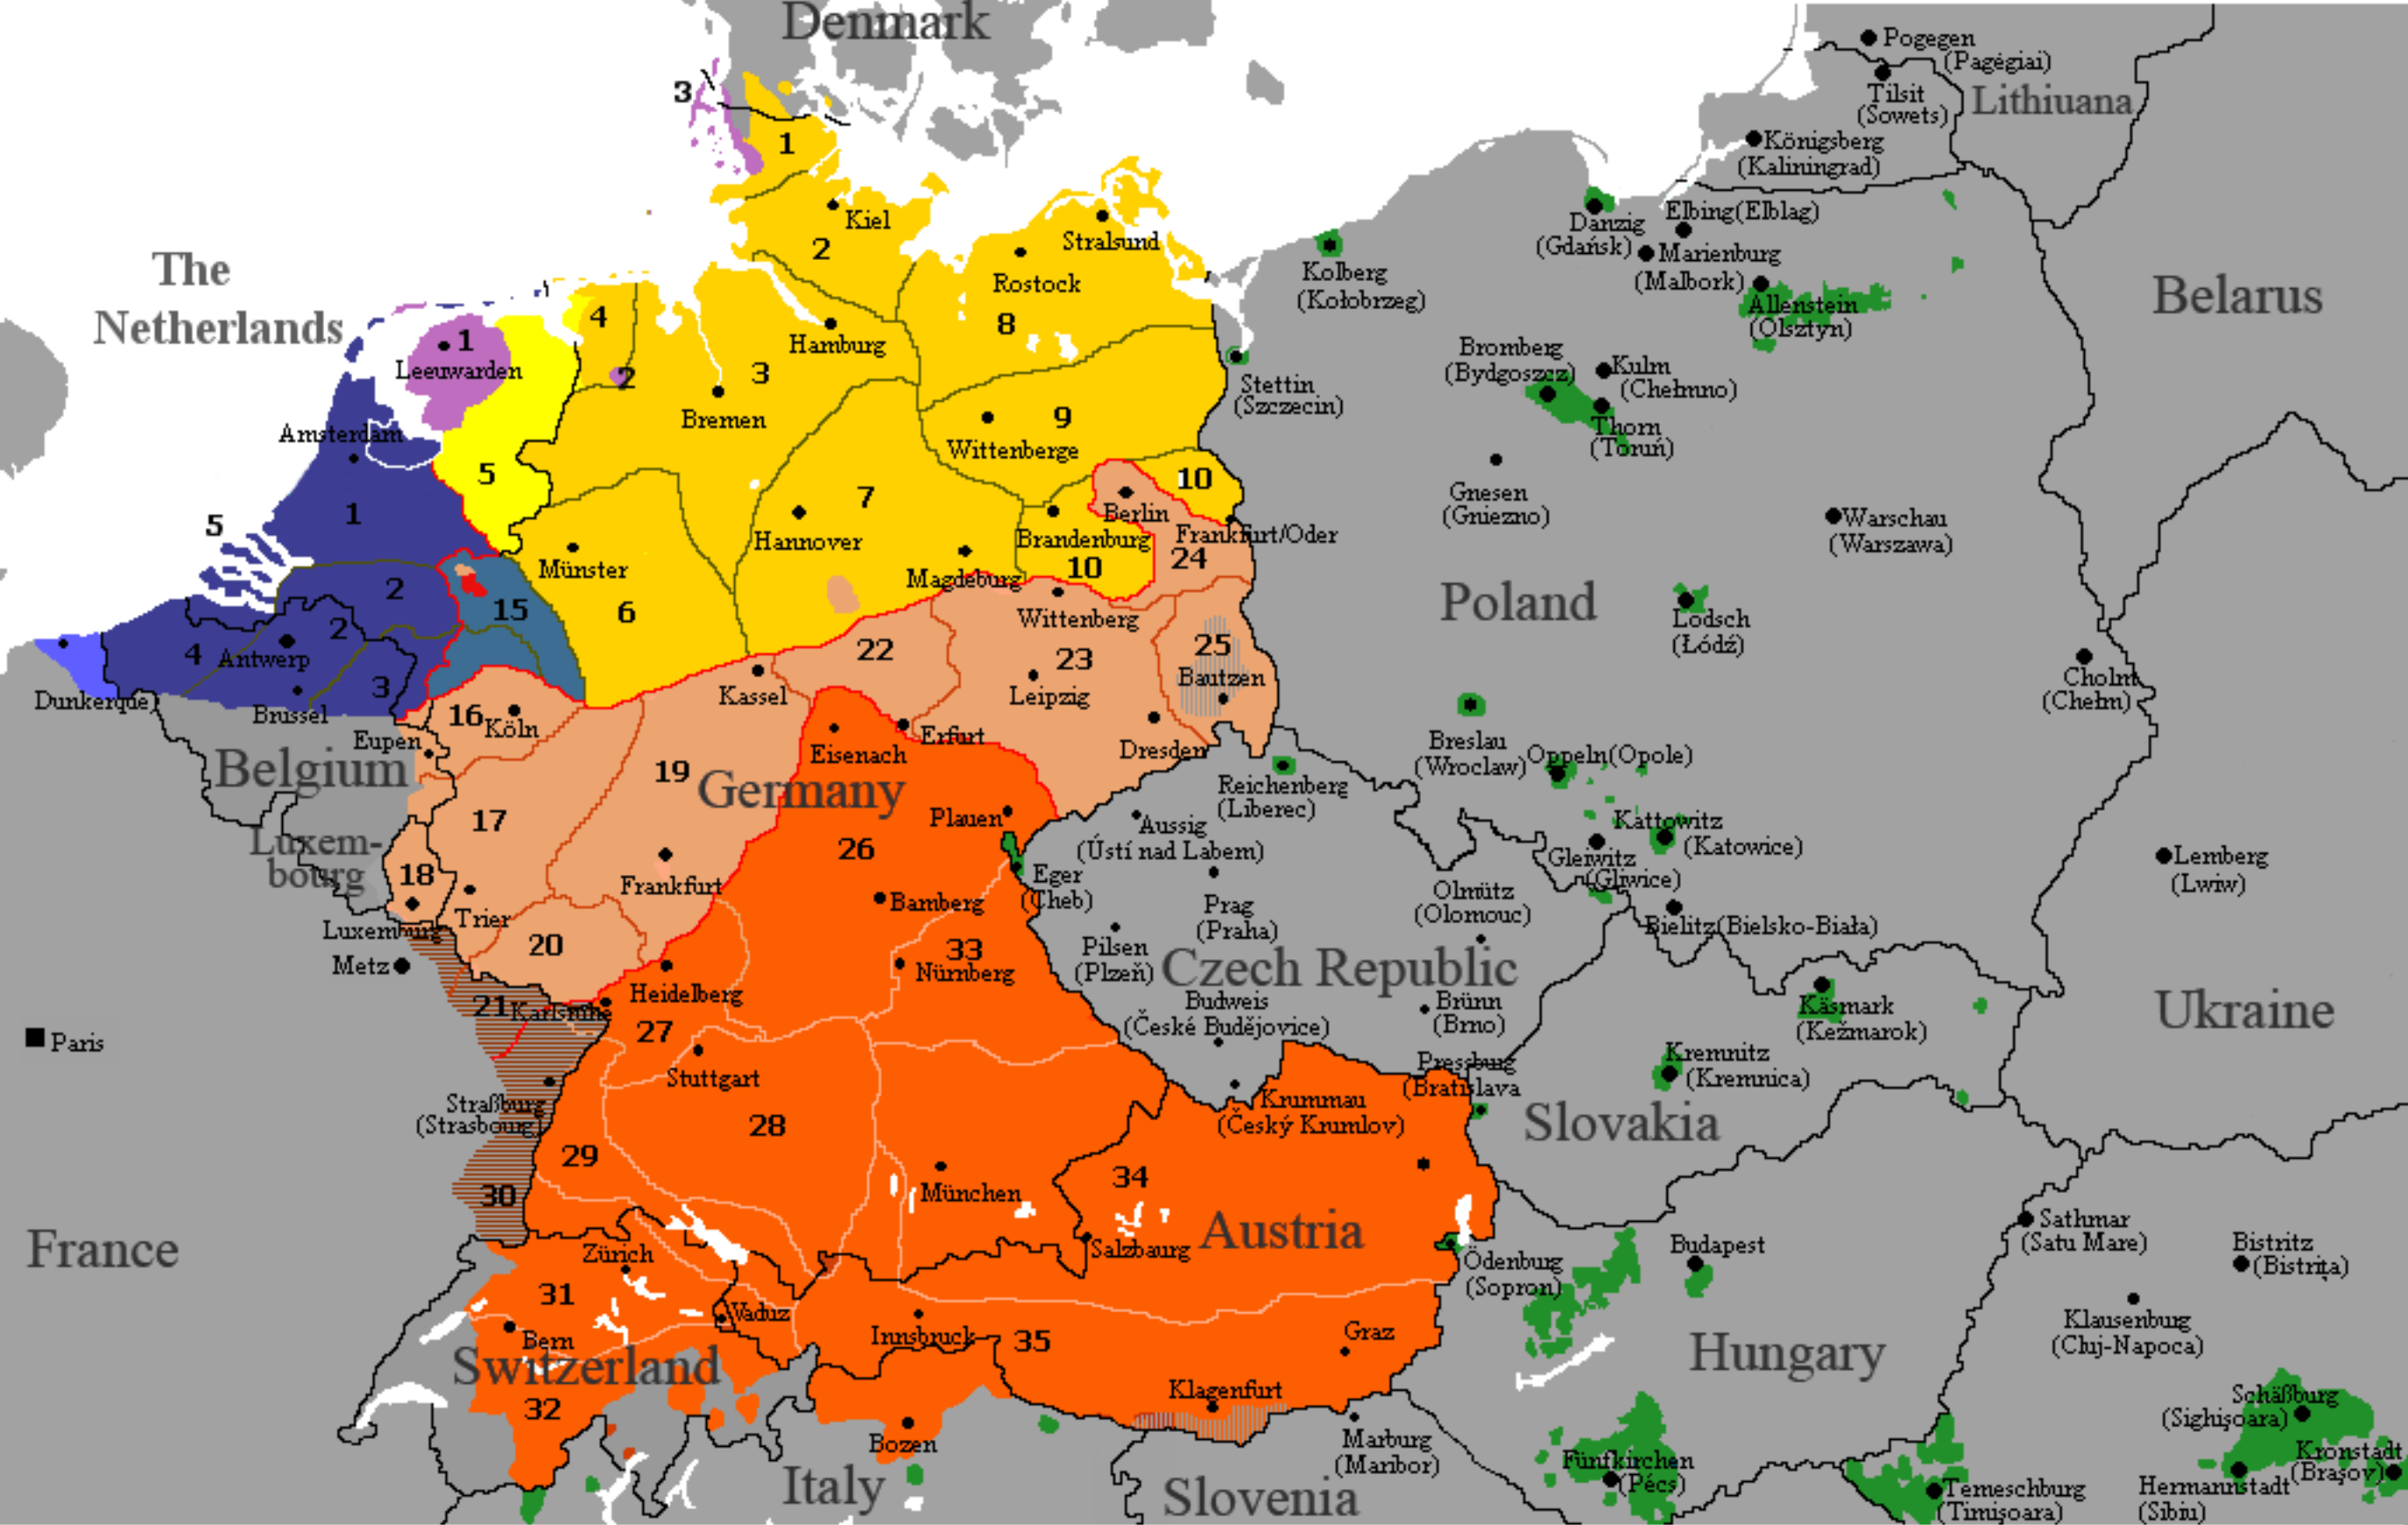 Denmark
3
1
Kiel
2
Stralsund
Rostock
8
The
Netherlands
4
1
Leeuwarden
2
3
Hamburg
Bremen
Amsterdam
5
5
1
Wittenberge
9
10
7
Hannover
Berlin
Frankfurt/Oder
Brandenburg
24
10
Magdeburg
Münster
6
15
2
2
4
Antwerp
3
Dunkerque)
Brüssel
Wittenberg
22
23
25
Leipzig
Bautzen
Kassel
Dresden
16
Köln
Eupen
Belgium
Eisenach
Erfurt
19
Germany
17
Plauen
26
Luxem-
bourg
18
Frankfurt
Trier
Luxemburg
20
Metz
Bamberg
33
Nürnberg
Heidelberg
21
Karlsruhe
27
Paris
Stuttgart
Straßburg
(Strasbourg)
28
29
30
34
München
France
Zürich
Salzbaurg
Austria
31
Vaduz
Bern
Innsbruck
35
Graz
Switzerland
32
Klagenfurt
Bozen
Italy
Marburg
(Maribor)
Slovenia
Pogegen
(Pagėgiai)
Tilsit
(Sowets)
Lithiuana
Königsberg
(Kaliningrad)
Danzig
(Gdańsk)
Elbing(Elblag)
Marienburg
(Malbork)
Kolberg
(Kołobrzeg)
Allenstein
(Olsztyn)
Belarus
Bromberg
(Bydgoszcz)
Kulm
(Chełmno)
Stettin
(Szczecin)
Thorn
(Toruń)
Gnesen
(Gniezno)
Warschau
(Warszawa)
Poland
Lodsch
(Łódź)
Cholm
(Chełm)
Breslau
(Wroclaw)
Oppeln(Opole)
Reichenberg
(Liberec)
Aussig
(Ústí nad Labem)
Kattowitz
(Katowice)
Gleiwitz
(Gliwice)
Lemberg
(Lwiw)
Eger
(Cheb)
Prag
(Praha)
Olmütz
(Olomouc)
Bielitz(Bielsko-Biała)
Pilsen
(Plzeň)
Czech Republic
Budweis
(České Budějovice)
Brünn
(Brno)
Käsmark
(Kežmarok)
Ukraine
Kremnitz
(Kremnica)
Pressburg
(Bratislava
Krummau
(Český Krumlov)
Slovakia
Ödenburg
(Sopron)
Budapest
Sathmar
(Satu Mare)
Bistritz
(Bistrița)
Klausenburg
(Cluj-Napoca)
Hungary
Schäßburg
(Sighișoara)
Fünfkirchen
(Pécs)
Kronstadt
(Brașov)
Temeschburg
(Timișoara)
Hermannstadt
(Sibiu)